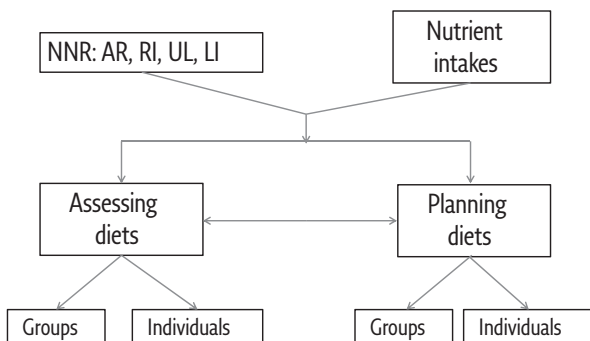 NNR: AR, RI, UL, LI
Nutrient
intakes
Assessing
diets
Planning
diets
Groups
Individuals
Groups
Individuals